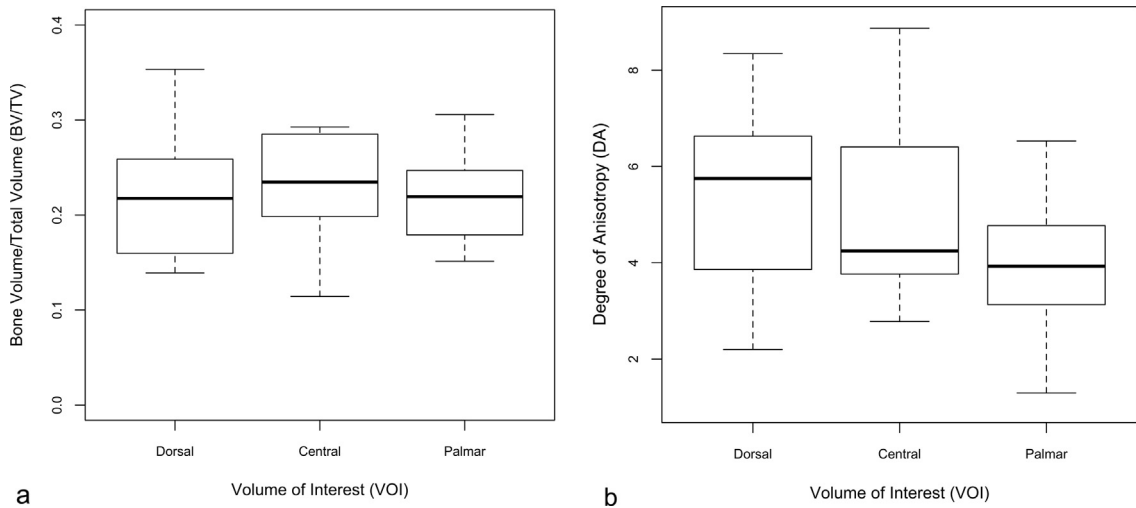 Bone Volume/Total Volume (BV/TV)
0.4
0.3
0.2
0.1
0.0
Dorsal Central Palmar
Volume of Interest (VOI)
a
Degree of Anisotropy (DA)
8
6
4
2
Dorsal Central Palmar
Volume of Interest (VOI)
b